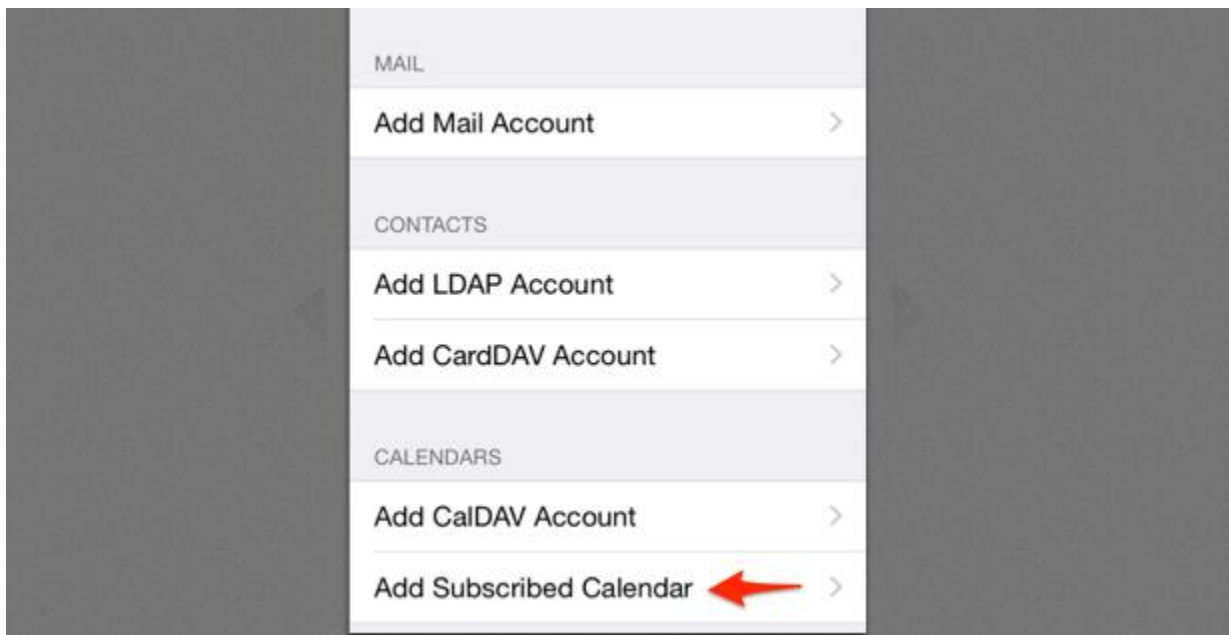 MAIL
Add Mail Account
CONTACTS
Add LDAP Account
Add CardDAV Account
CALENDARS
Add CalDAV Account
Add Subscribed Calendar